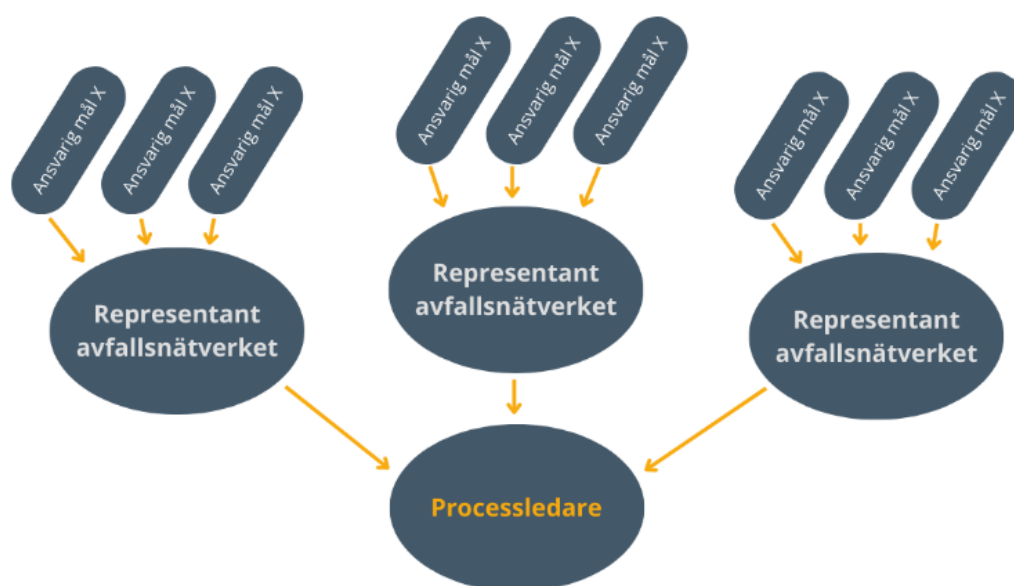 Ansvarig mål X
Ansvarig mål X
Ansvarig mål X
Ansvarig mål X
Ansvarig mål X
Ansvarig mål X
Ansvarig mål X
Ansvarig mål X
Ansvarig mål X
Representant
avfallsnätverket
Representant
avfallsnätverket
Representant
avfallsnätverket
Processledare